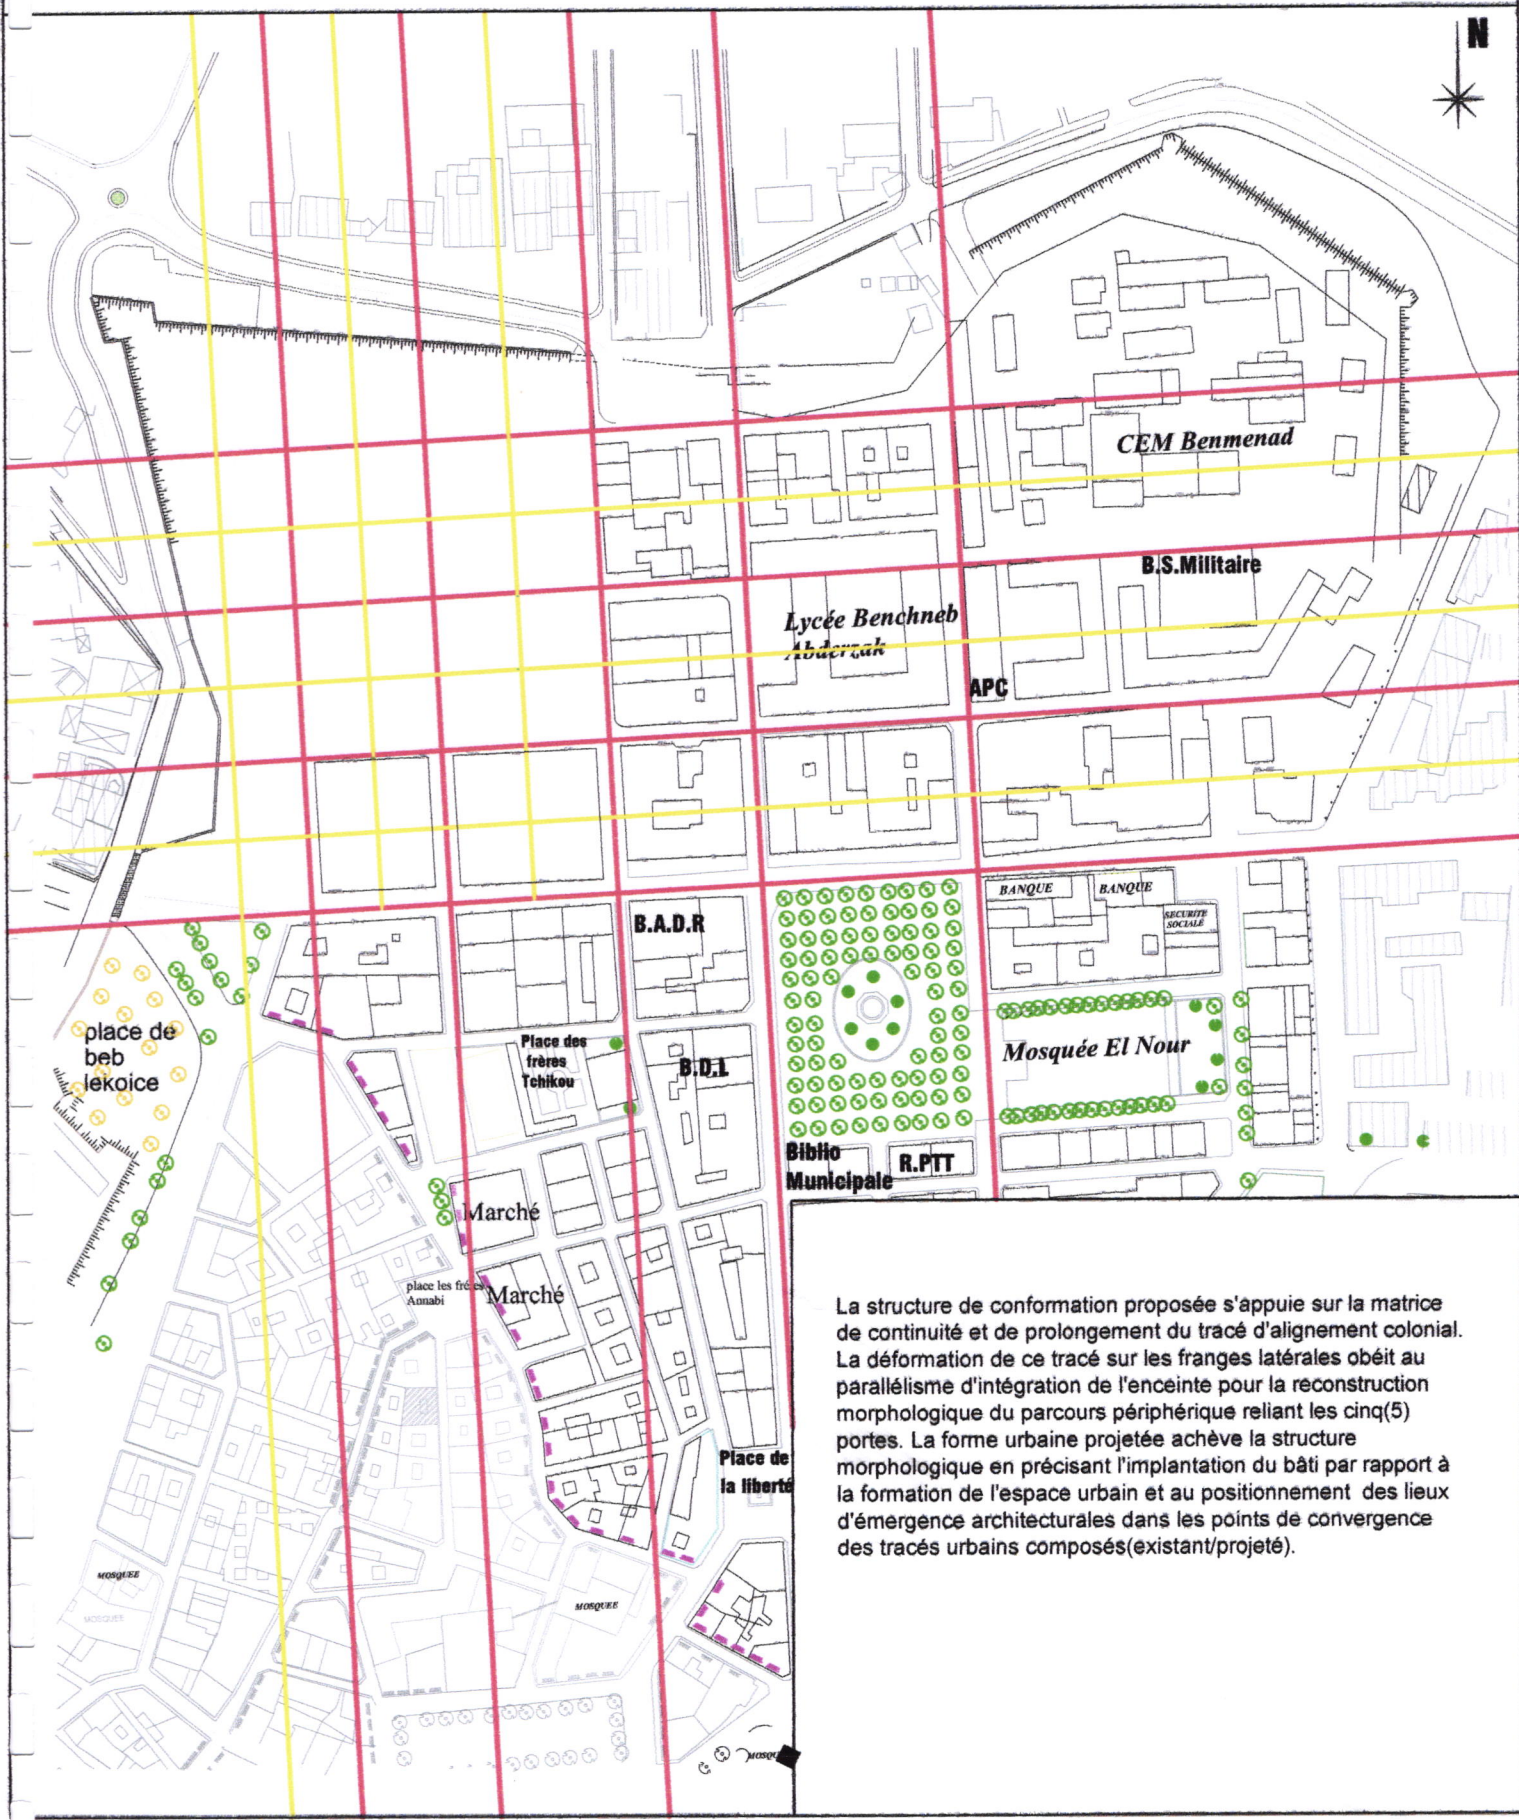 N
CEM Benmenad
B.S.Militaire
Lycée Benchneb
Abderzak
APC
BANQUE
BANQUE
SECURITE
SOCIALE
B.A.D.R
place de
beb
lekoice
Place des
frères
Tchikou
B.D.L
Mosquée El Nour
Biblio
Municipale
R.PTT
Marché
place les frères
Annabi
Marché
Place de
la liberté
MOSQUEE
MOSQUEE
MOSQUEE
La structure de conformation proposée s'appuie sur la matrice
de continuité et de prolongement du tracé d'alignement colonial.
La déformation de ce tracé sur les franges latérales obéit au
parallélisme d'intégration de l'enceinte pour la reconstruction
morphologique du parcours périphérique reliant les cinq(5)
portes. La forme urbaine projetée achève la structure
morphologique en précisant l'implantation du bâti par rapport à
la formation de l'espace urbain et au positionnement des lieux
d'émergence architecturales dans les points de convergence
des tracés urbains composés(existant/projeté).